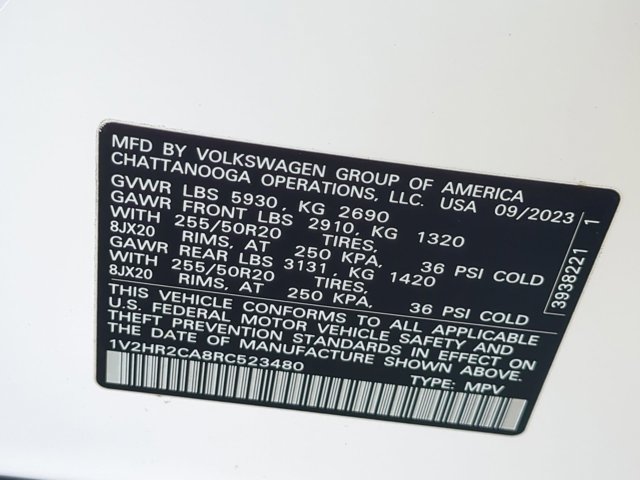 MFD BY VOLKSWAGEN GROUP OF AMERICA
CHATTANOOGA OPERATIONS, LLC. USA 09/2023
GVWR LBS 5930, KG 2690
GAWR FRONT LBS 2910, KG 1320
WITH 255/50R20 TIRES,
8JX20 RIMS, AT 250 KPA, 36 PSI COLD
GAWR REAR LBS 3131, KG 1420
WITH 255/50R20 TIRES,
8JX20 RIMS, AT 250 KPA, 36 PSI COLD
THIS VEHICLE CONFORMS TO ALL APPLICABLE
U.S. FEDERAL MOTOR VEHICLE SAFETY AND
THEFT PREVENTION STANDARDS IN EFFECT ON
THE DATE OF MANUFACTURE SHOWN ABOVE.
1V2HR2CA8RC523480
TYPE: MPV
3938221 1